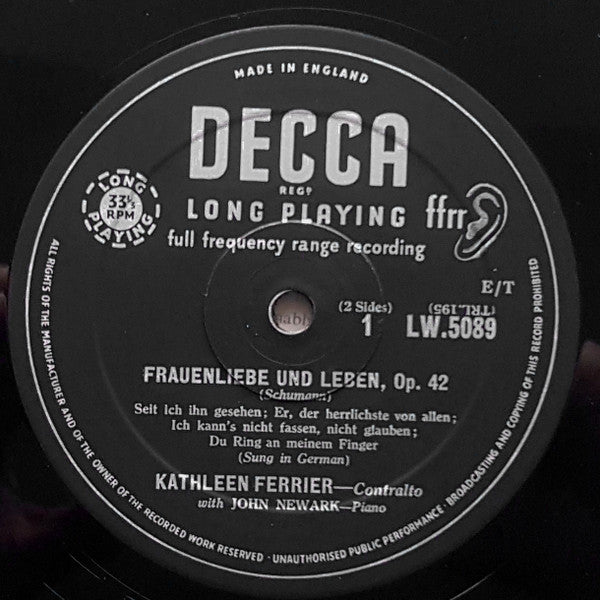 MADE IN ENGLAND
DECCA
REGD
LONG PLAYING
ffrr
full frequency range recording
LONG PLAYING
33⅓
RPM
E/T
(2 Sides)
1
(TRL.195)
LW.5089
FRAUENLIEBE UND LEBEN, Op. 42
(Schumann)
Seit ich ihn gesehen; Er, der herrlichste von allen;
Ich kann's nicht fassen, nicht glauben;
Du Ring an meinem Finger
(Sung in German)
KATHLEEN FERRIER—Contralto
with JOHN NEWARK—Piano
ALL RIGHTS OF THE MANUFACTURER AND OF THE OWNER OF THE RECORDED WORK RESERVED · UNAUTHORISED PUBLIC PERFORMANCE · BROADCASTING AND COPYING OF THIS RECORD PROHIBITED